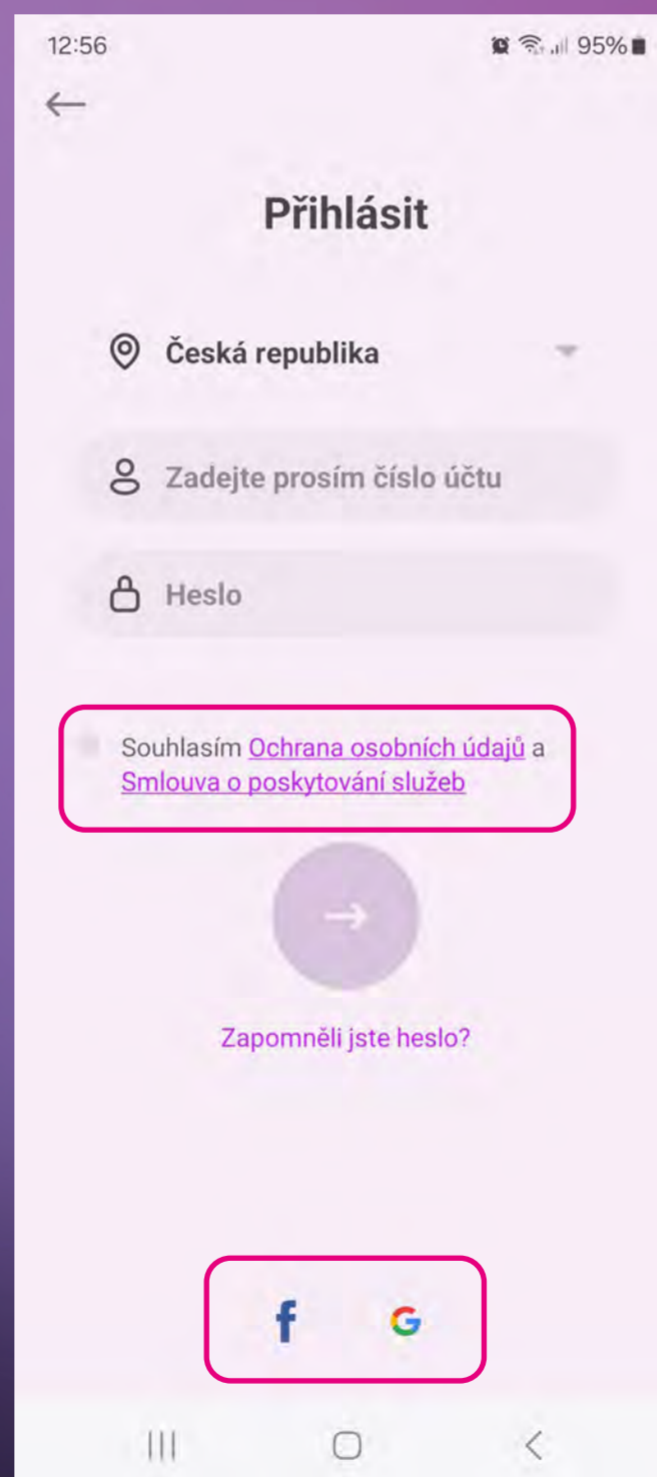 12:56
95%
Přihlásit
Česká republika
Zadejte prosím číslo účtu
Heslo
Souhlasím Ochrana osobních údajů a
Smlouva o poskytování služeb
Zapomněli jste heslo?